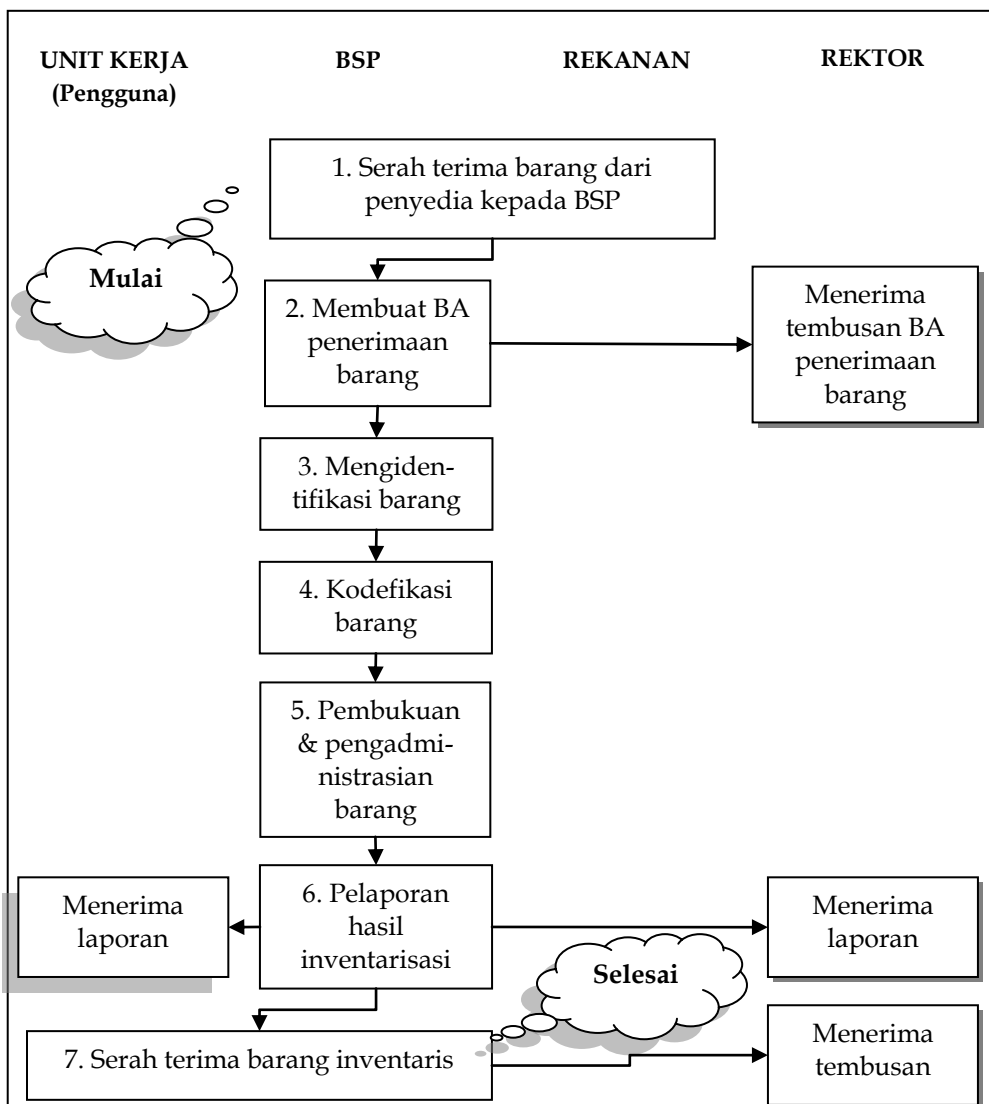 UNIT KERJA
(Pengguna)
BSP
REKANAN
REKTOR
1. Serah terima barang dari
penyedia kepada BSP
Mulai
2. Membuat BA
penerimaan
barang
Menerima
tembusan BA
penerimaan
barang
3. Mengiden-
tifikasi barang
4. Kodefikasi
barang
5. Pembukuan
& pengadmi-
nistrasian
barang
Menerima
laporan
6. Pelaporan
hasil
inventarisasi
Menerima
laporan
Selesai
7. Serah terima barang inventaris
Menerima
tembusan